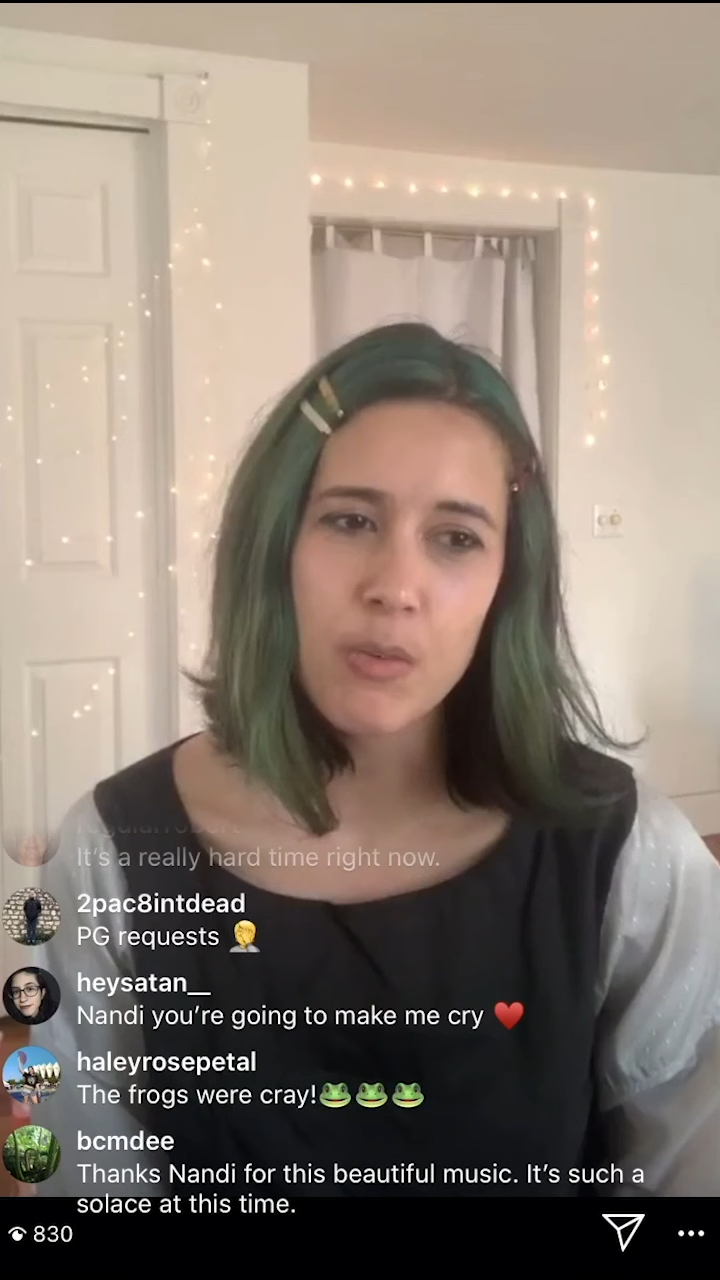 It's a really hard time right now.
2pac8intdead
PG requests 🤦
heysatan__
Nandi you're going to make me cry ♥️
haleyrosepetal
The frogs were cray!🐸🐸🐸
bcmdee
Thanks Nandi for this beautiful music. It's such a
solace at this time.
830